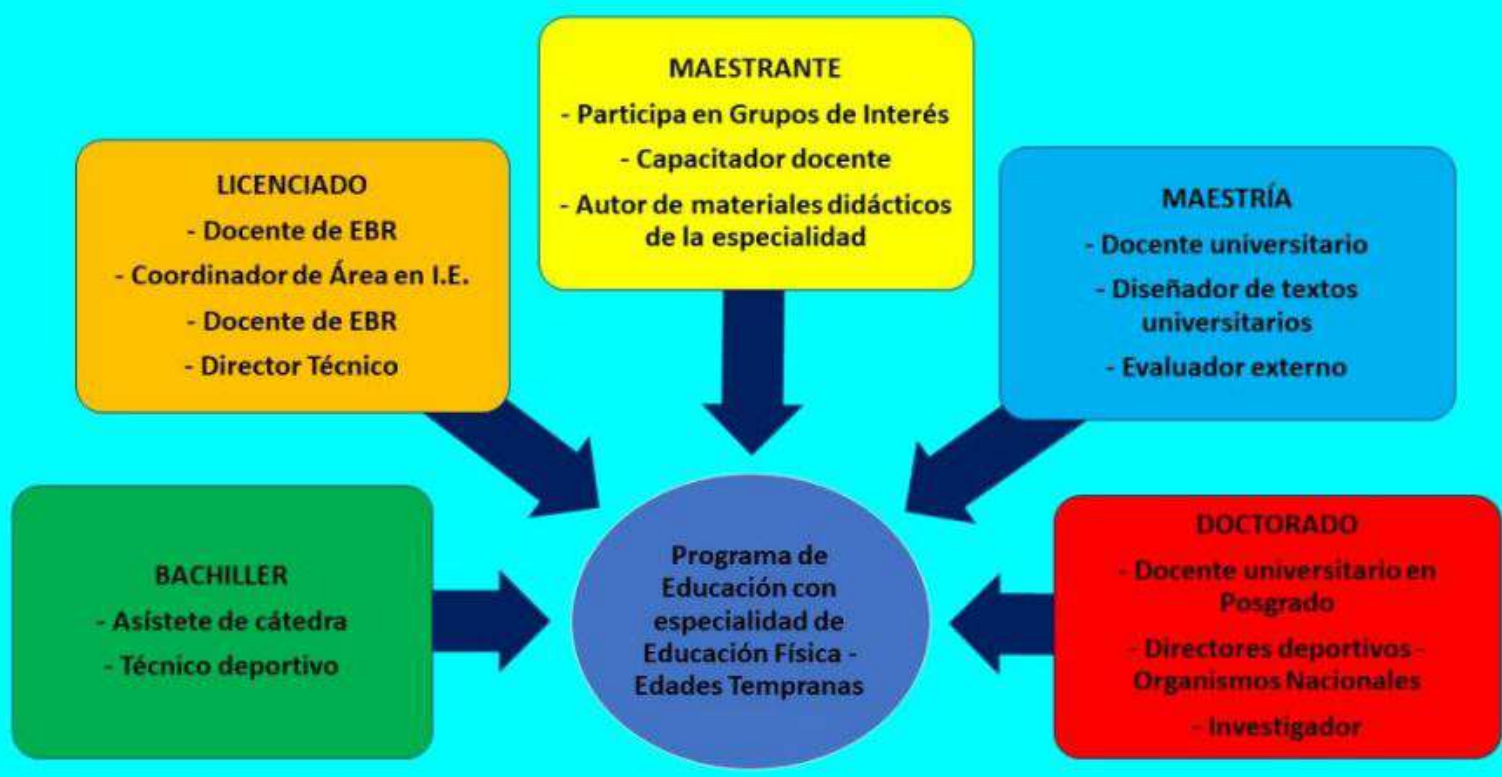 MAESTRANTE
- Participa en Grupos de Interés
- Capacitador docente
- Autor de materiales didácticos
de la especialidad
LICENCIADO
- Docente de EBR
- Coordinador de Área en I.E.
- Docente de EBR
- Director Técnico
MAESTRÍA
- Docente universitario
- Diseñador de textos
universitarios
- Evaluador externo
BACHILLER
- Asístete de cátedra
- Técnico deportivo
Programa de
Educación con
especialidad de
Educación Física -
Edades Tempranas
DOCTORADO
- Docente universitario en
Posgrado
- Directores deportivos -
Organismos Nacionales
- Investigador